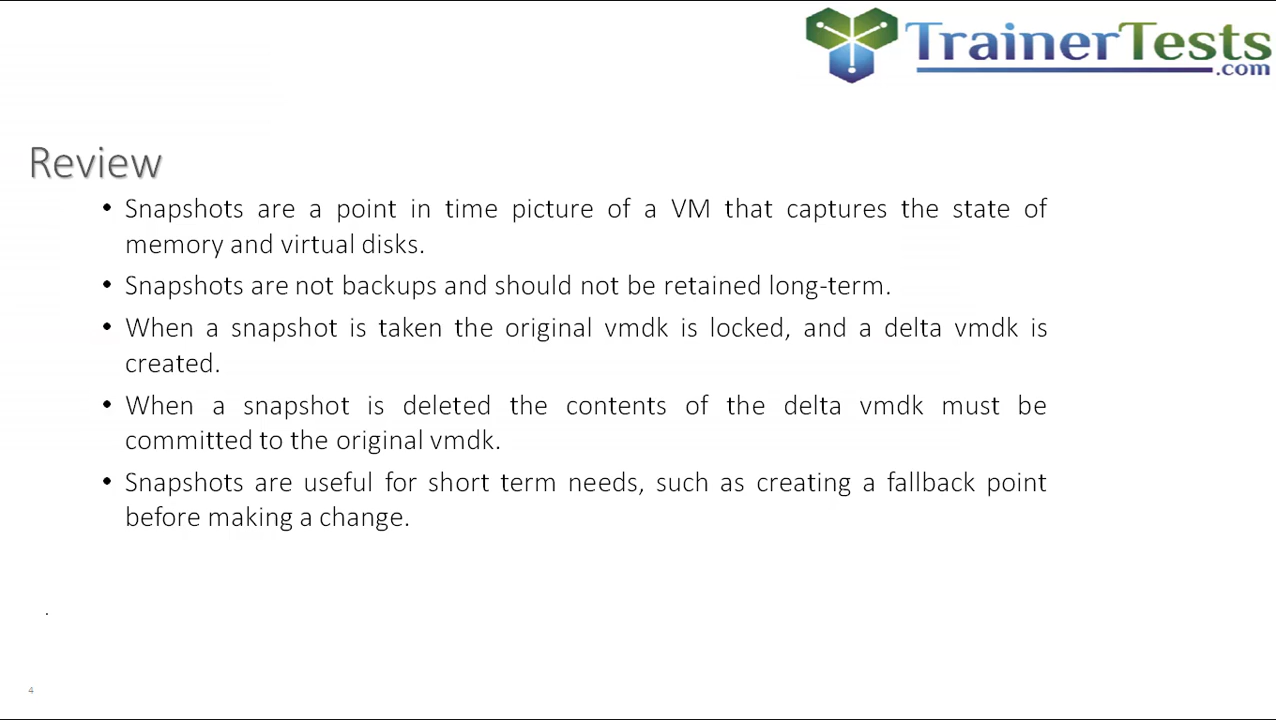 TrainerTests
.com
Review
• Snapshots are a point in time picture of a VM that captures the state of
memory and virtual disks.
• Snapshots are not backups and should not be retained long-term.
• When a snapshot is taken the original vmdk is locked, and a delta vmdk is
created.
• When a snapshot is deleted the contents of the delta vmdk must be
committed to the original vmdk.
• Snapshots are useful for short term needs, such as creating a fallback point
before making a change.
.
4